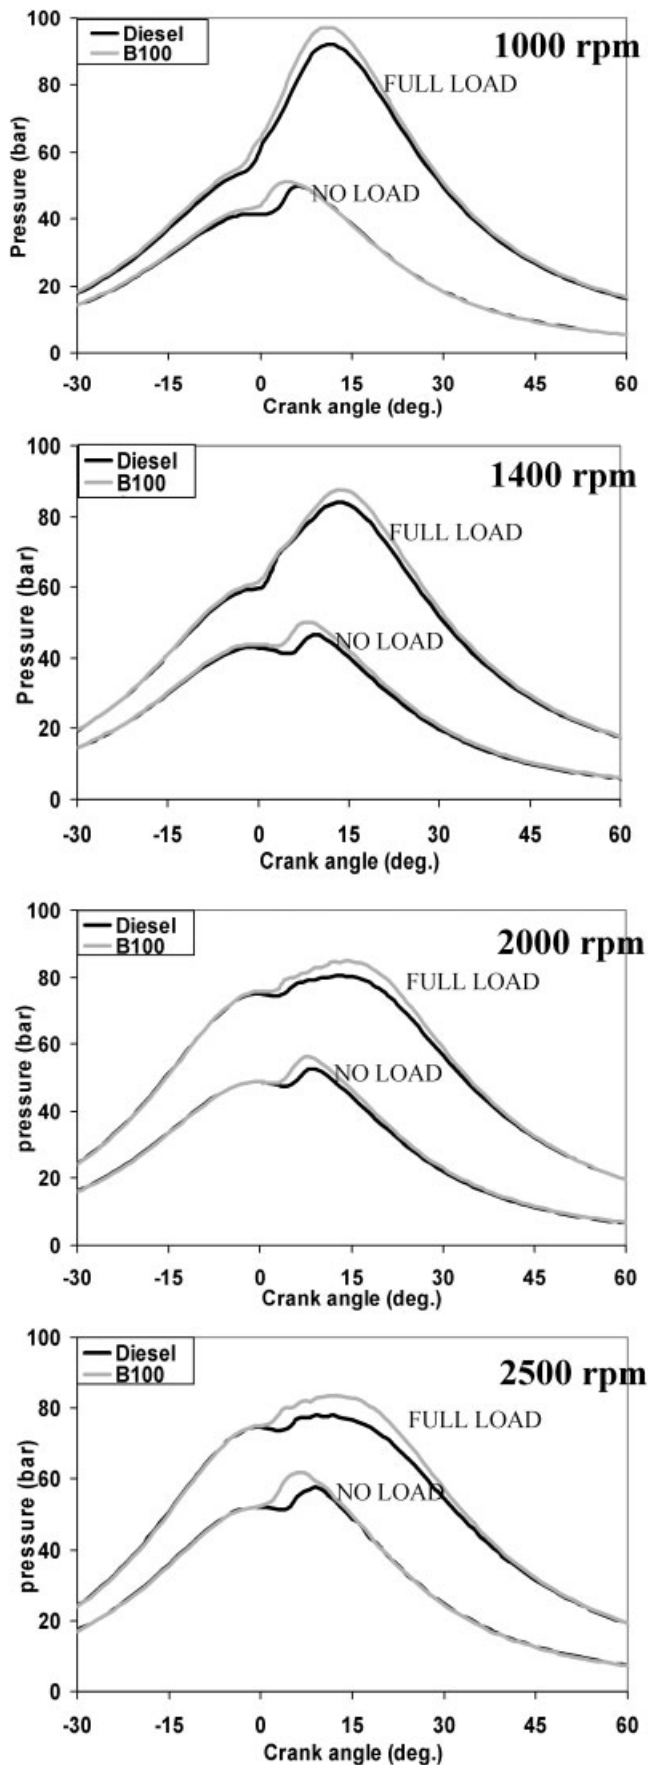 100
Diesel
B100
1000 rpm
80
FULL LOAD
60
NO LOAD
40
20
0
Pressure (bar)
-30 -15 0 15 30 45 60
Crank angle (deg.)
100
Diesel
B100
1400 rpm
80
FULL LOAD
60
NO LOAD
40
20
0
Pressure (bar)
-30 -15 0 15 30 45 60
Crank angle (deg.)
100
Diesel
B100
2000 rpm
80
FULL LOAD
60
NO LOAD
40
20
0
pressure (bar)
-30 -15 0 15 30 45 60
Crank angle (deg.)
100
Diesel
B100
2500 rpm
80
FULL LOAD
60
NO LOAD
40
20
0
pressure (bar)
-30 -15 0 15 30 45 60
Crank angle (deg.)